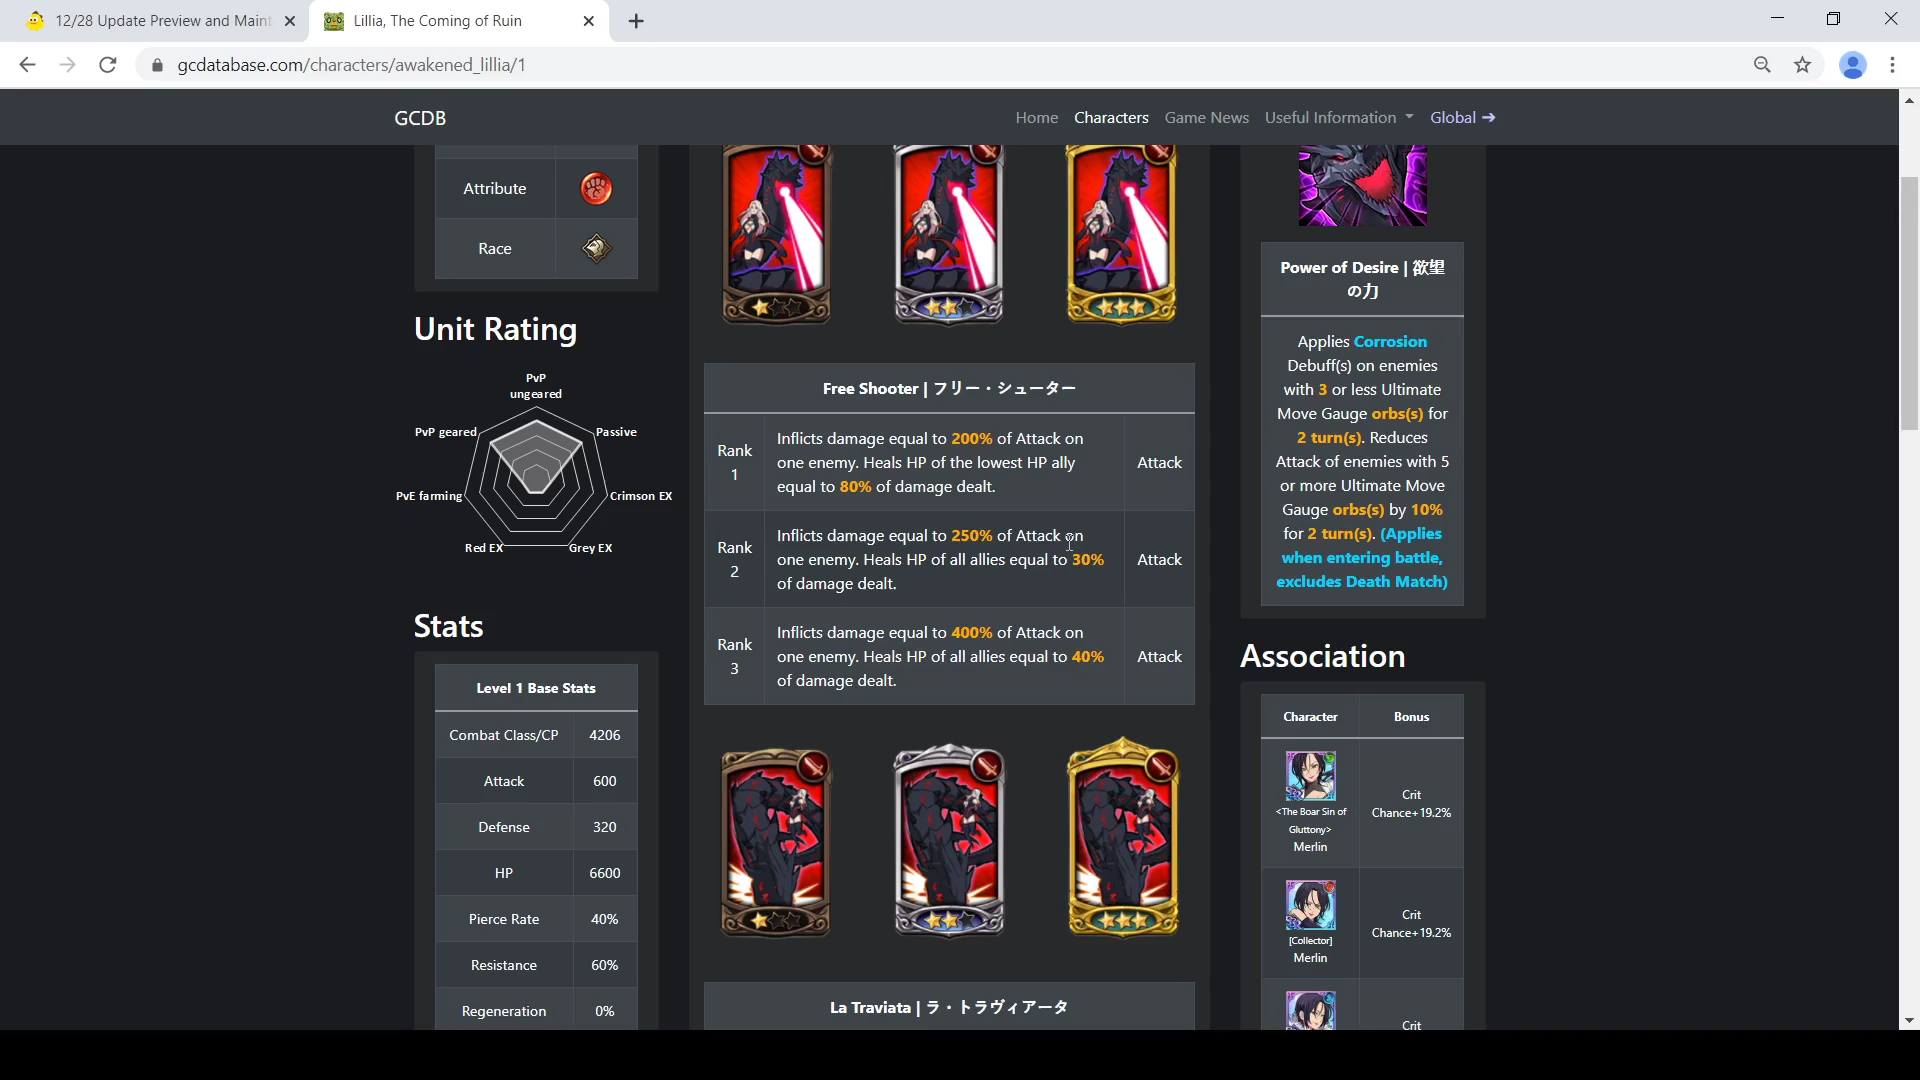 12/28 Update Preview and Maint
Lillia, The Coming of Ruin
gcdatabase.com/characters/awakened_lillia/1
GCDB
Home Characters Game News Useful Information Global ➔
Attribute
Race
Unit Rating
PvP
ungeared
PvP geared
Passive
PvE farming
Crimson EX
Red EX
Grey EX
Stats
Level 1 Base Stats
Combat Class/CP 4206
Attack 600
Defense 320
HP 6600
Pierce Rate 40%
Resistance 60%
Regeneration 0%
Free Shooter | フリー・シューター
Rank
1
Inflicts damage equal to 200% of Attack on
one enemy. Heals HP of the lowest HP ally
equal to 80% of damage dealt.
Attack
Rank
2
Inflicts damage equal to 250% of Attack on
one enemy. Heals HP of all allies equal to 30%
of damage dealt.
Attack
Rank
3
Inflicts damage equal to 400% of Attack on
one enemy. Heals HP of all allies equal to 40%
of damage dealt.
Attack
La Traviata | ラ・トラヴィアータ
Power of Desire | 欲望
の力
Applies Corrosion
Debuff(s) on enemies
with 3 or less Ultimate
Move Gauge orbs(s) for
2 turn(s). Reduces
Attack of enemies with 5
or more Ultimate Move
Gauge orbs(s) by 10%
for 2 turn(s). (Applies
when entering battle,
excludes Death Match)
Association
Character Bonus
<The Boar Sin of
Gluttony>
Merlin
Crit
Chance+19.2%
[Collector]
Merlin
Crit
Chance+19.2%
Crit